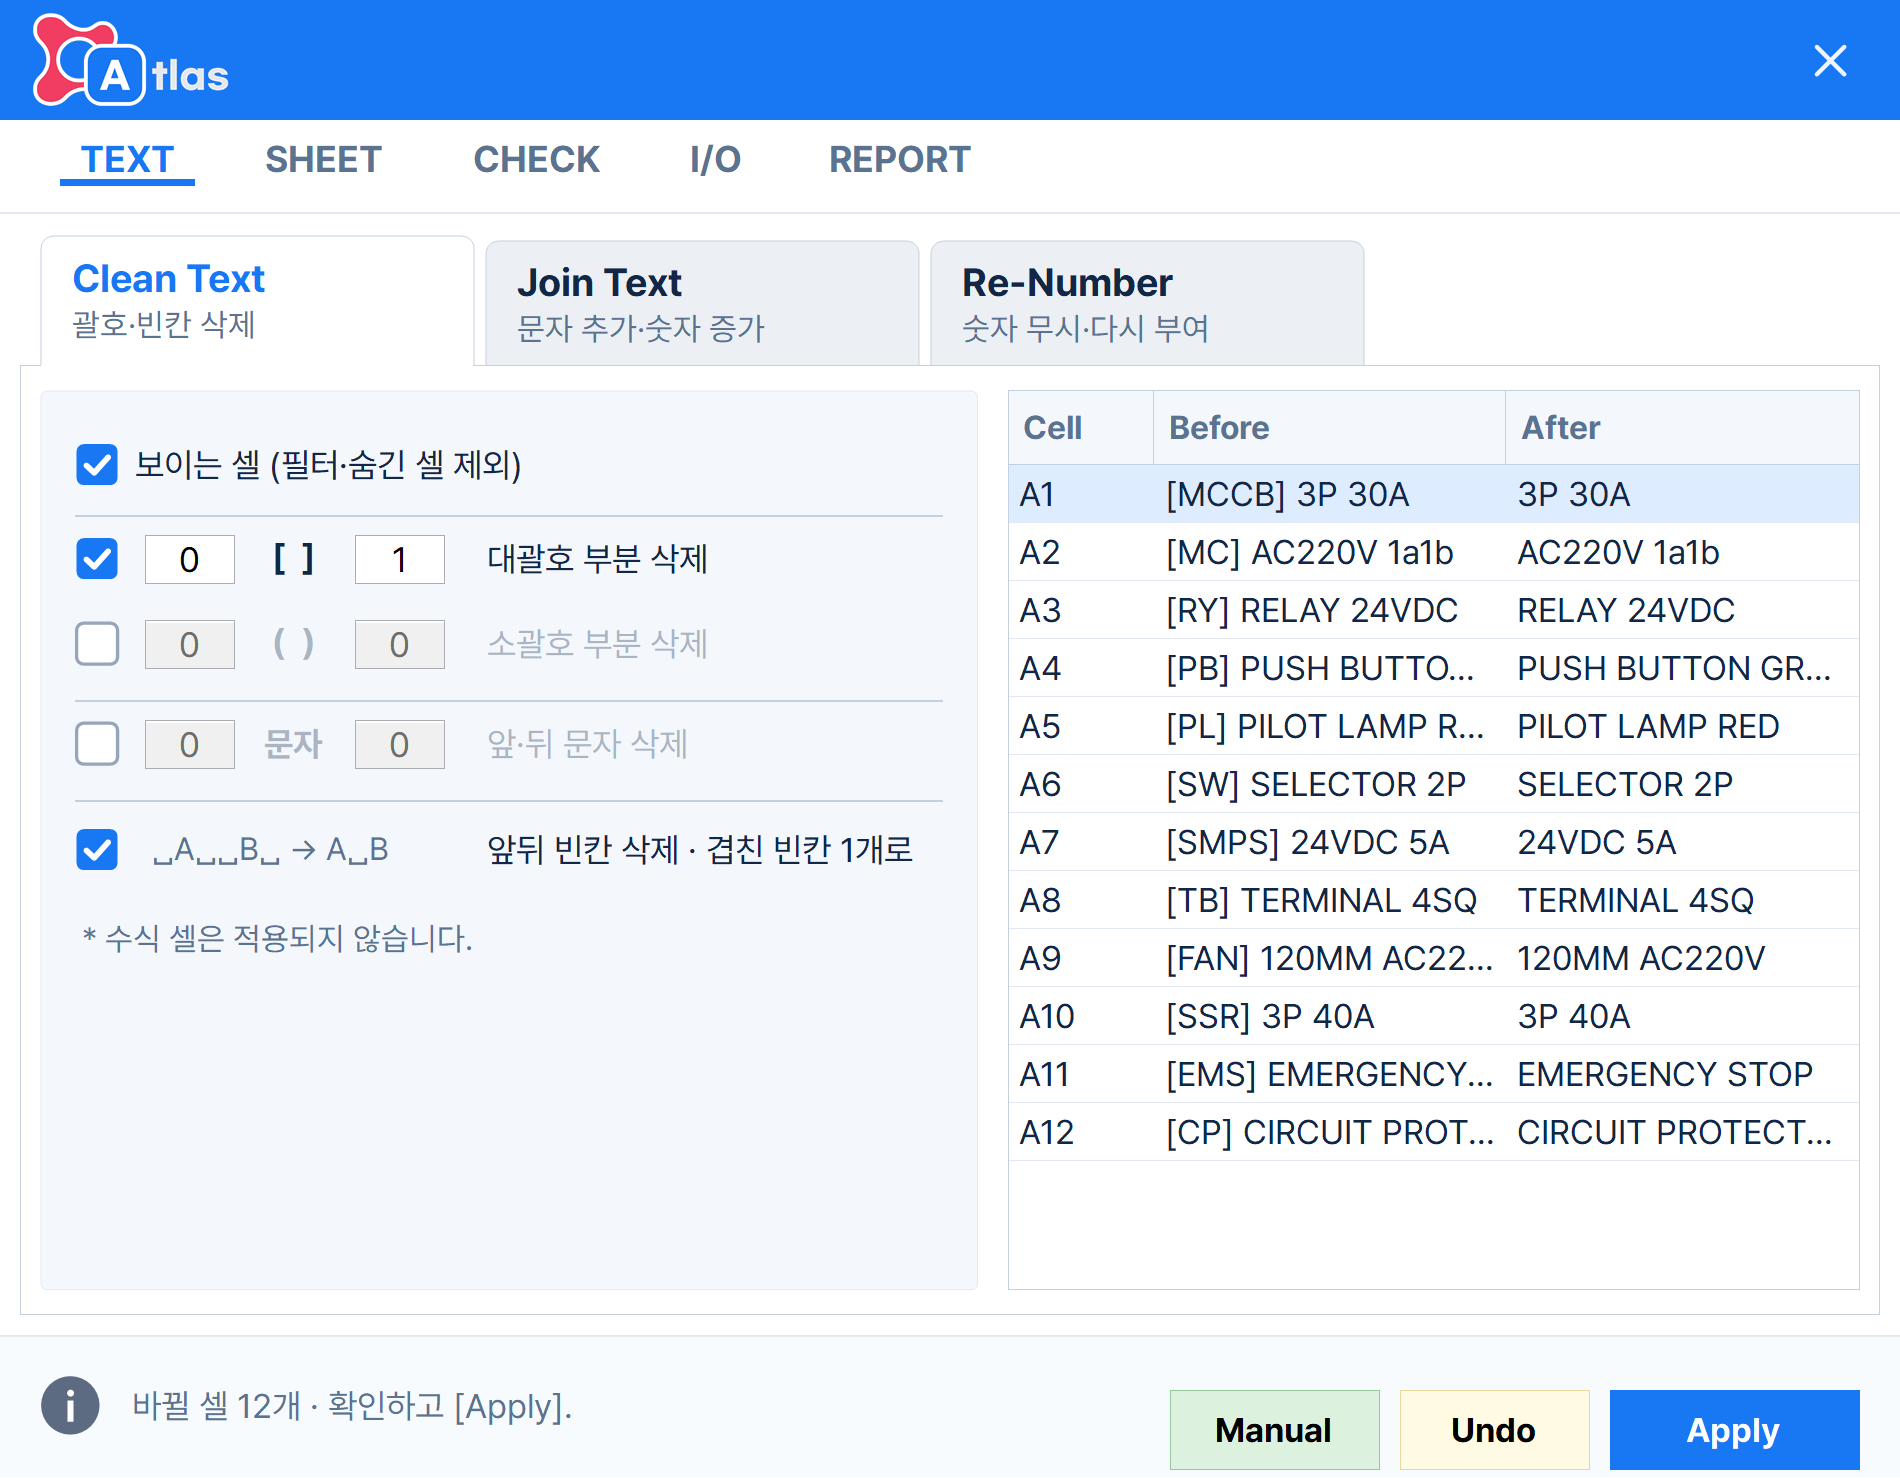 Atlas
TEXT SHEET CHECK I/O REPORT
Clean Text
괄호·빈칸 삭제
Join Text
문자 추가·숫자 증가
Re-Number
숫자 무시·다시 부여
보이는 셀 (필터·숨긴 셀 제외)
0 [ ] 1 대괄호 부분 삭제
0 ( ) 0 소괄호 부분 삭제
0 문자 0 앞·뒤 문자 삭제
␣A␣␣B␣ → A␣B 앞뒤 빈칸 삭제 · 겹친 빈칸 1개로
* 수식 셀은 적용되지 않습니다.
Cell Before After
A1 [MCCB] 3P 30A 3P 30A
A2 [MC] AC220V 1a1b AC220V 1a1b
A3 [RY] RELAY 24VDC RELAY 24VDC
A4 [PB] PUSH BUTTO... PUSH BUTTON GR...
A5 [PL] PILOT LAMP R... PILOT LAMP RED
A6 [SW] SELECTOR 2P SELECTOR 2P
A7 [SMPS] 24VDC 5A 24VDC 5A
A8 [TB] TERMINAL 4SQ TERMINAL 4SQ
A9 [FAN] 120MM AC22... 120MM AC220V
A10 [SSR] 3P 40A 3P 40A
A11 [EMS] EMERGENCY... EMERGENCY STOP
A12 [CP] CIRCUIT PROT... CIRCUIT PROTECT...
바뀔 셀 12개 · 확인하고 [Apply].
Manual Undo Apply